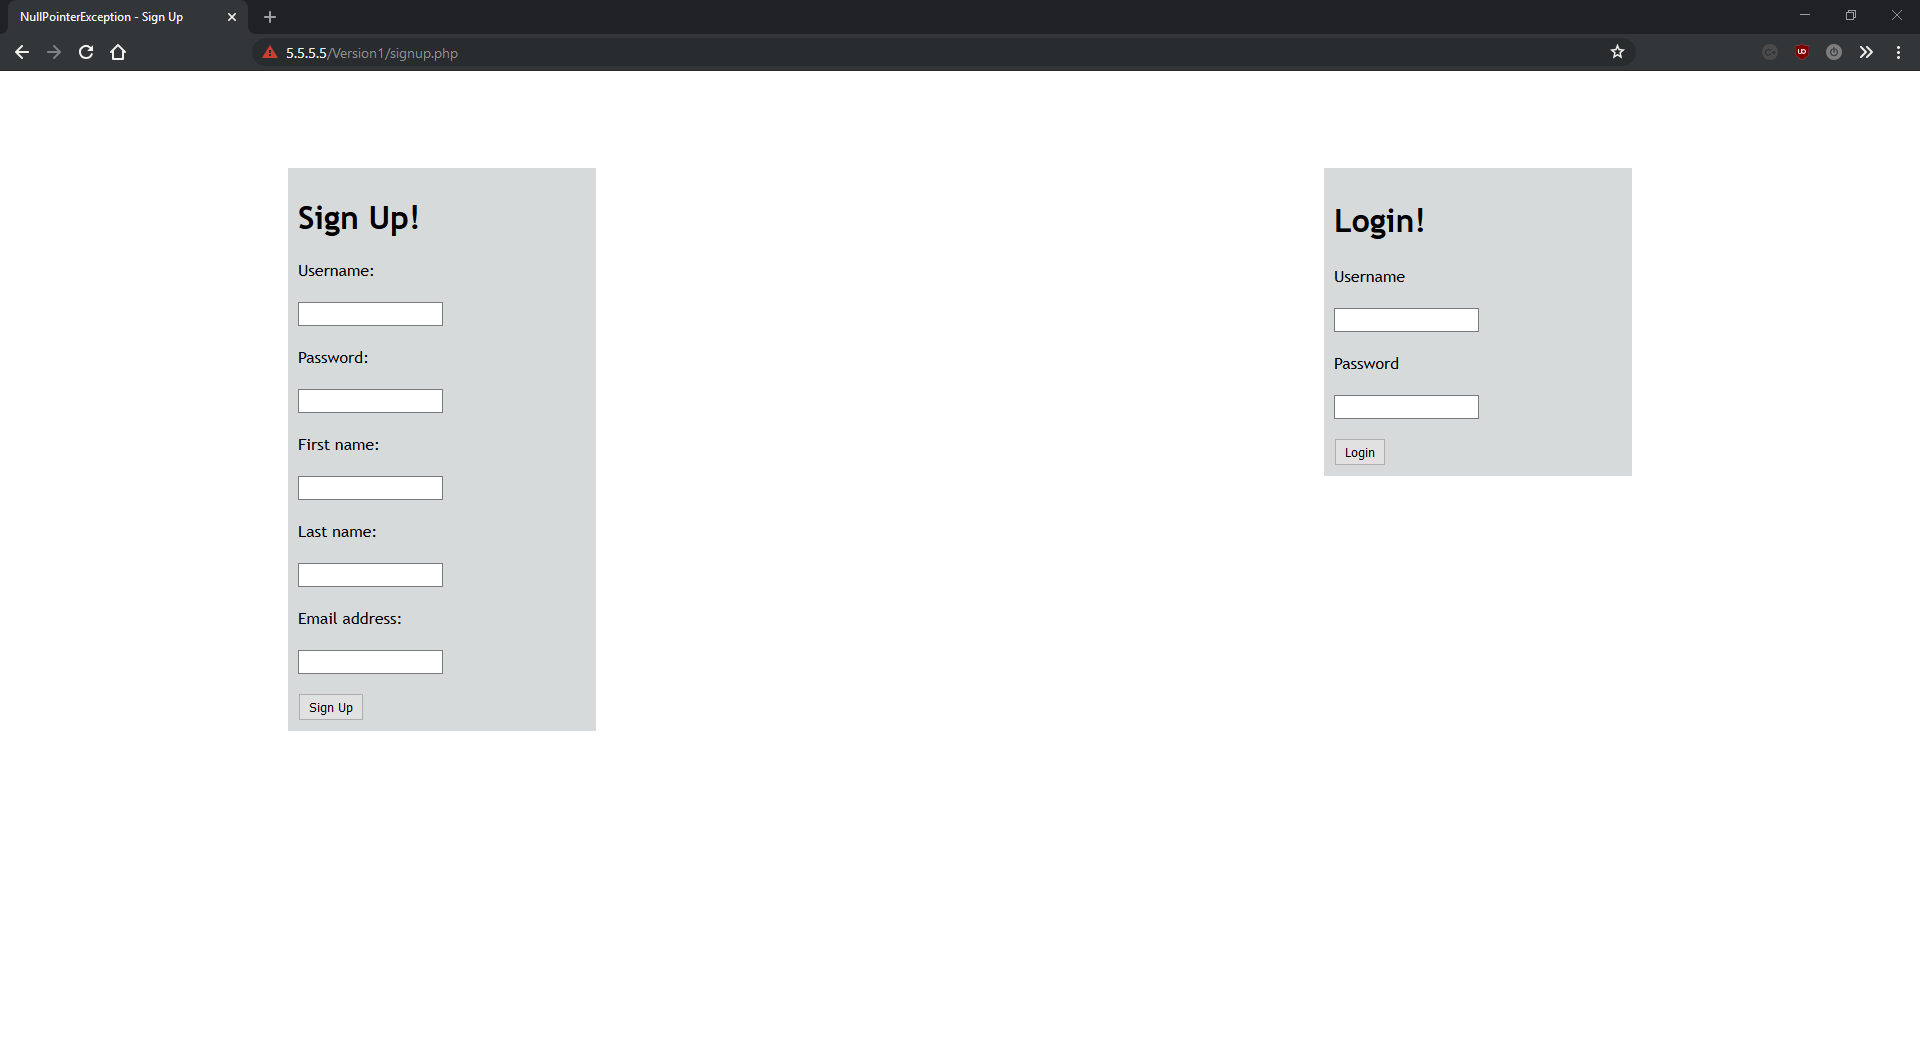 NullPointerException - Sign Up
5.5.5.5/Version1/signup.php
Sign Up!
Username:
Password:
First name:
Last name:
Email address:
Sign Up
Login!
Username
Password
Login